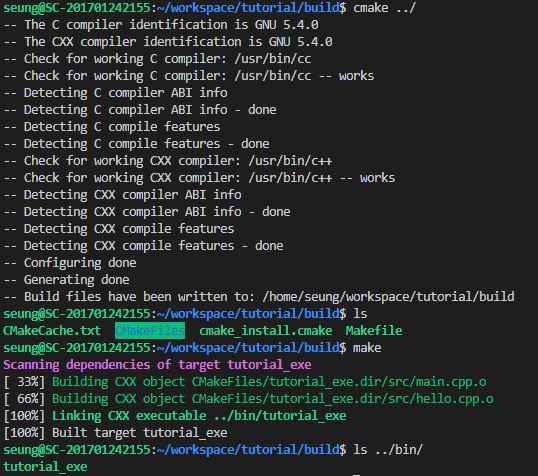 seung@SC-201701242155:~/workspace/tutorial/build$ cmake ../
-- The C compiler identification is GNU 5.4.0
-- The CXX compiler identification is GNU 5.4.0
-- Check for working C compiler: /usr/bin/cc
-- Check for working C compiler: /usr/bin/cc -- works
-- Detecting C compiler ABI info
-- Detecting C compiler ABI info - done
-- Detecting C compile features
-- Detecting C compile features - done
-- Check for working CXX compiler: /usr/bin/c++
-- Check for working CXX compiler: /usr/bin/c++ -- works
-- Detecting CXX compiler ABI info
-- Detecting CXX compiler ABI info - done
-- Detecting CXX compile features
-- Detecting CXX compile features - done
-- Configuring done
-- Generating done
-- Build files have been written to: /home/seung/workspace/tutorial/build
seung@SC-201701242155:~/workspace/tutorial/build$ ls
CMakeCache.txt CMakeFiles cmake_install.cmake Makefile
seung@SC-201701242155:~/workspace/tutorial/build$ make
Scanning dependencies of target tutorial_exe
[ 33%] Building CXX object CMakeFiles/tutorial_exe.dir/src/main.cpp.o
[ 66%] Building CXX object CMakeFiles/tutorial_exe.dir/src/hello.cpp.o
[100%] Linking CXX executable ../bin/tutorial_exe
[100%] Built target tutorial_exe
seung@SC-201701242155:~/workspace/tutorial/build$ ls ../bin/
tutorial_exe